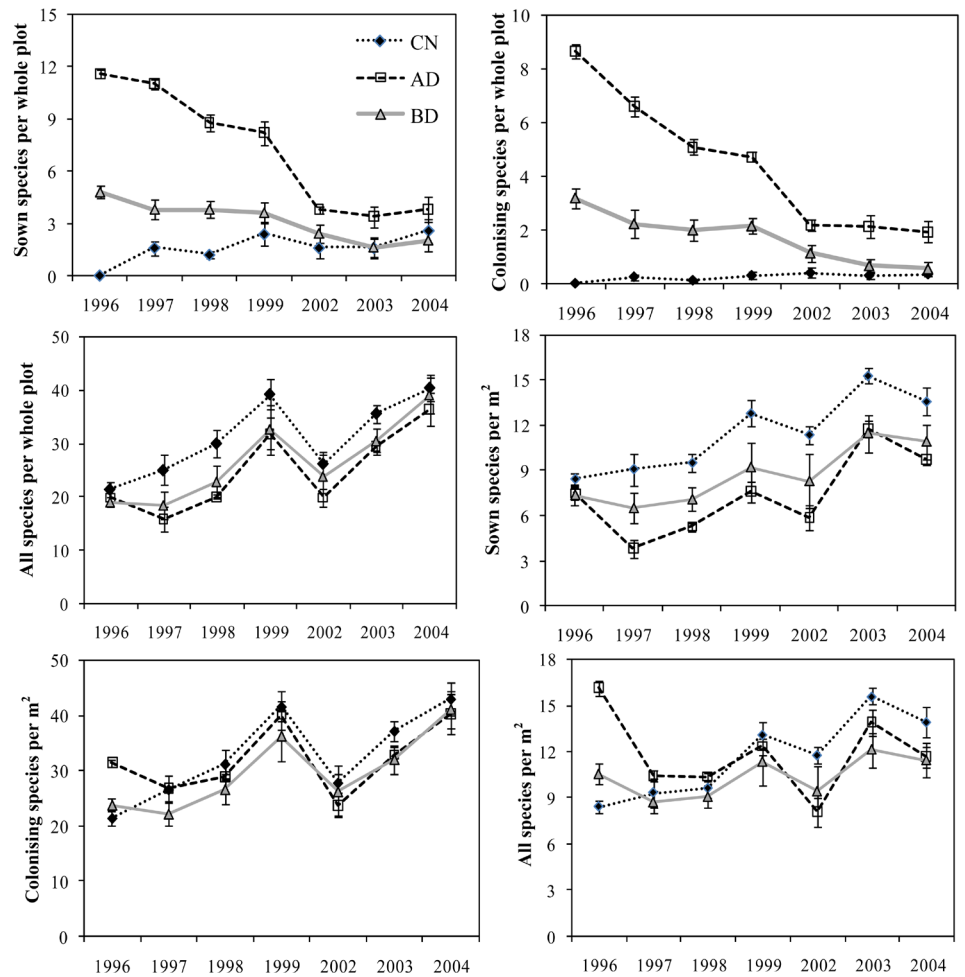 Sown species per whole plot
15
12
9
6
3
0
CN
AD
BD
1996 1997 1998 1999 2002 2003 2004
Colonising species per whole plot
10
8
6
4
2
0
1996 1997 1998 1999 2002 2003 2004
All species per whole plot
50
40
30
20
10
0
1996 1997 1998 1999 2002 2003 2004
Sown species per m²
18
15
12
9
6
3
0
1996 1997 1998 1999 2002 2003 2004
Colonising species per m²
50
40
30
20
10
0
1996 1997 1998 1999 2002 2003 2004
All species per m²
18
15
12
9
6
3
0
1996 1997 1998 1999 2002 2003 2004